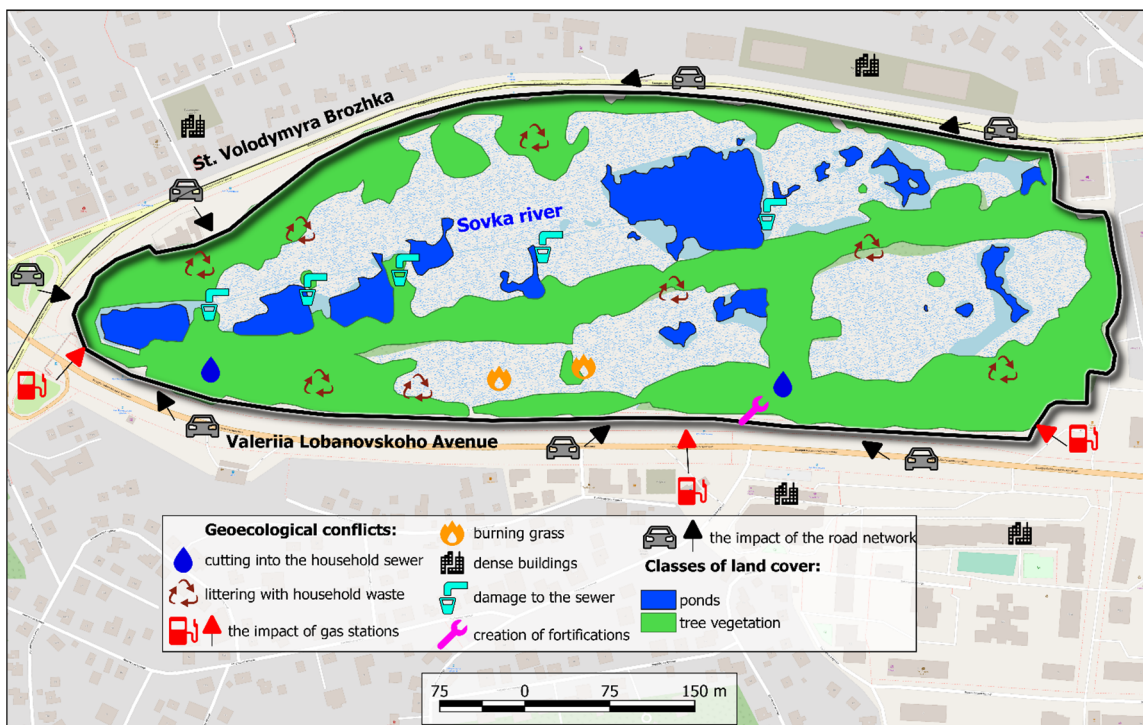 St. Volodymyra Brozhka
Sovka river
Valeriia Lobanovskoho Avenue
Geoecological conflicts:
cutting into the household sewer
littering with household waste
the impact of gas stations
burning grass
dense buildings
damage to the sewer
creation of fortifications
the impact of the road network
Classes of land cover:
ponds
tree vegetation
75 0 75 150 m